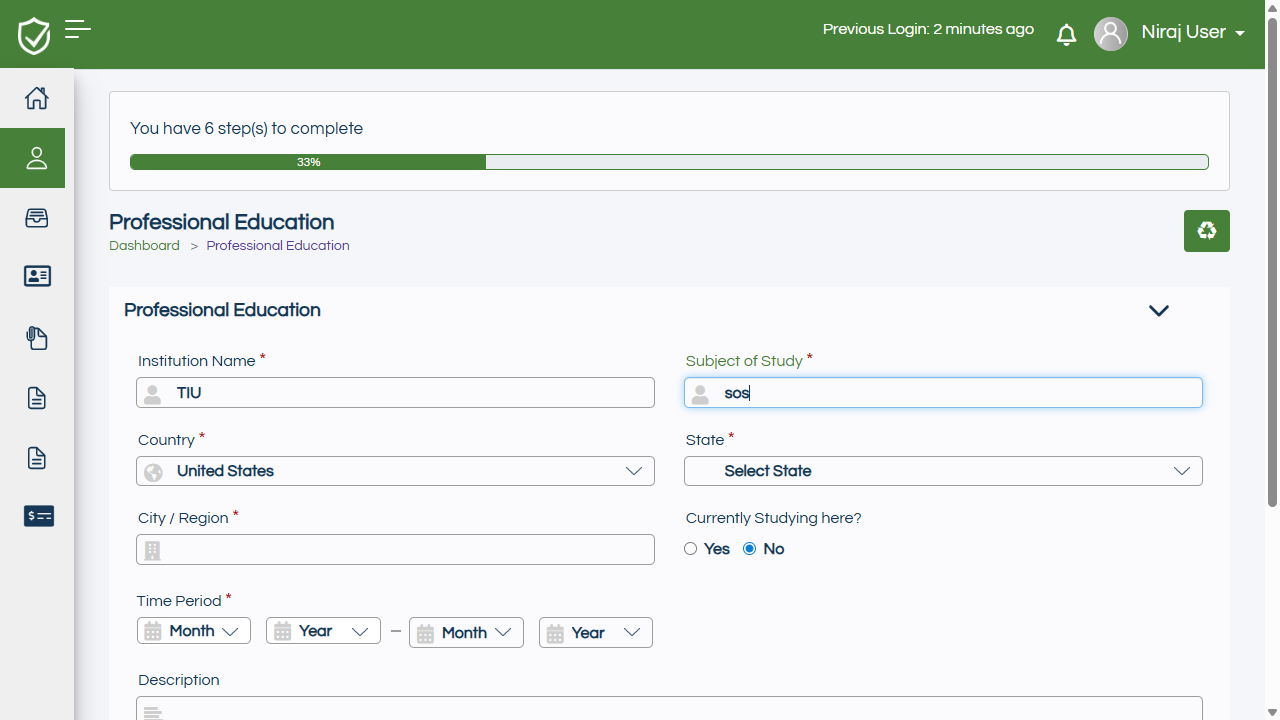 Previous Login: 2 minutes ago
Niraj User
You have 6 step(s) to complete
33%
Professional Education
Dashboard > Professional Education
Professional Education
Institution Name *
Subject of Study *
TIU
sos
Country *
State *
United States
Select State
City / Region *
Currently Studying here?
Yes
No
Time Period *
Month
Year
–
Month
Year
Description